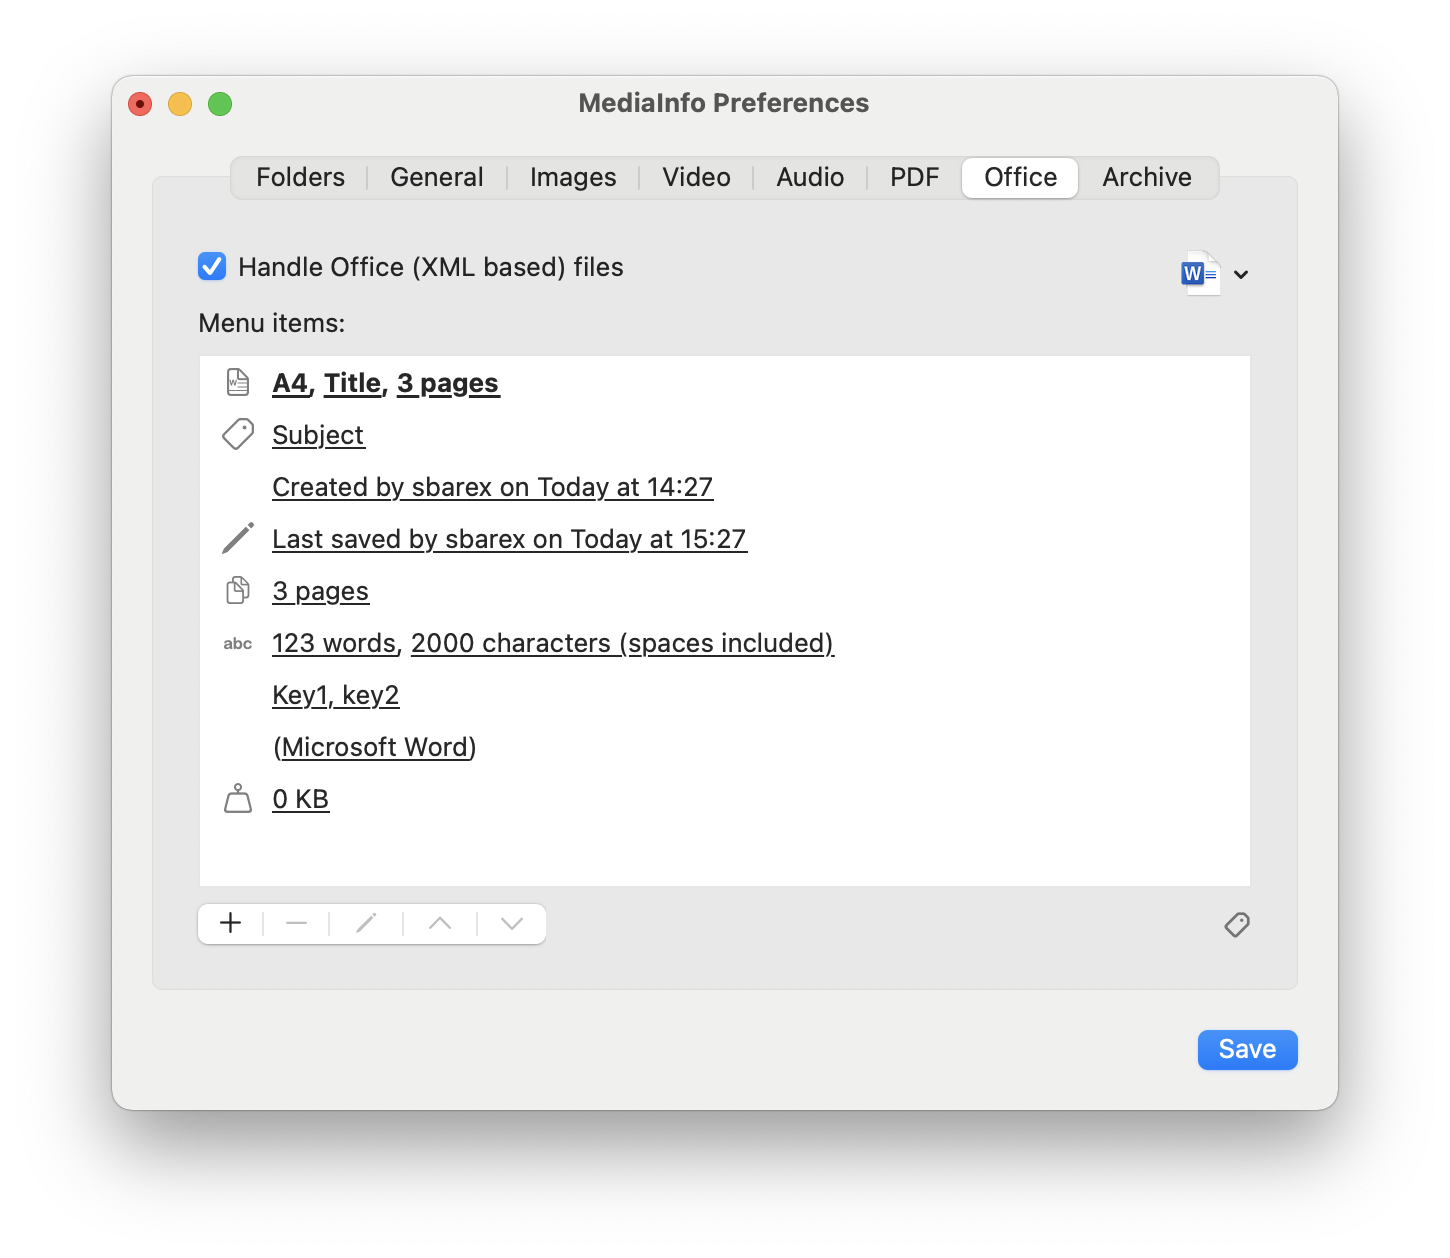 MediaInfo Preferences
Folders General Images Video Audio PDF Office Archive
Handle Office (XML based) files
W
Menu items:
W A4, Title, 3 pages
Subject
Created by sbarex on Today at 14:27
Last saved by sbarex on Today at 15:27
3 pages
abc 123 words, 2000 characters (spaces included)
Key1, key2
(Microsoft Word)
0 KB
Save